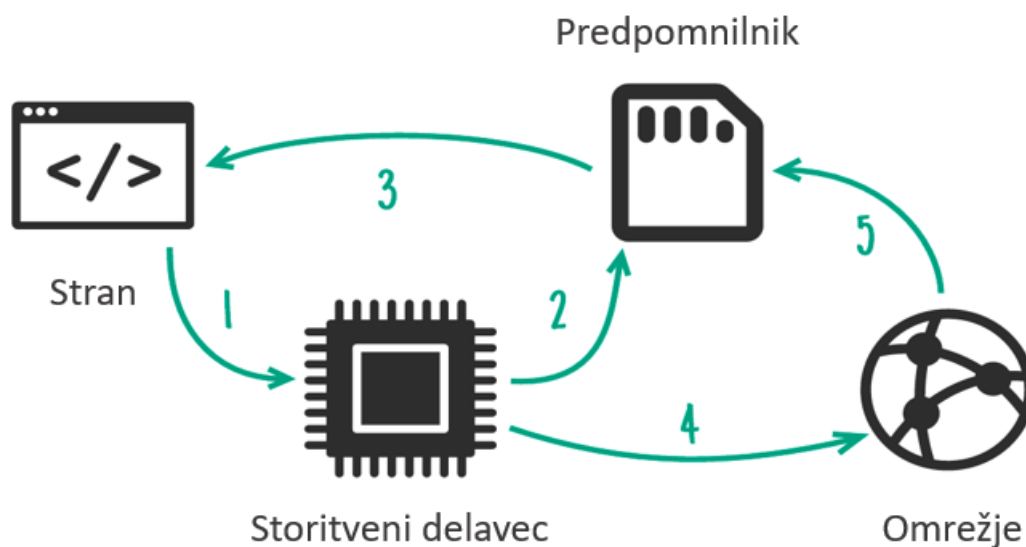 Predpomnilnik
</>
3
5
Stran
1
2
4
Storitveni delavec
Omrežje